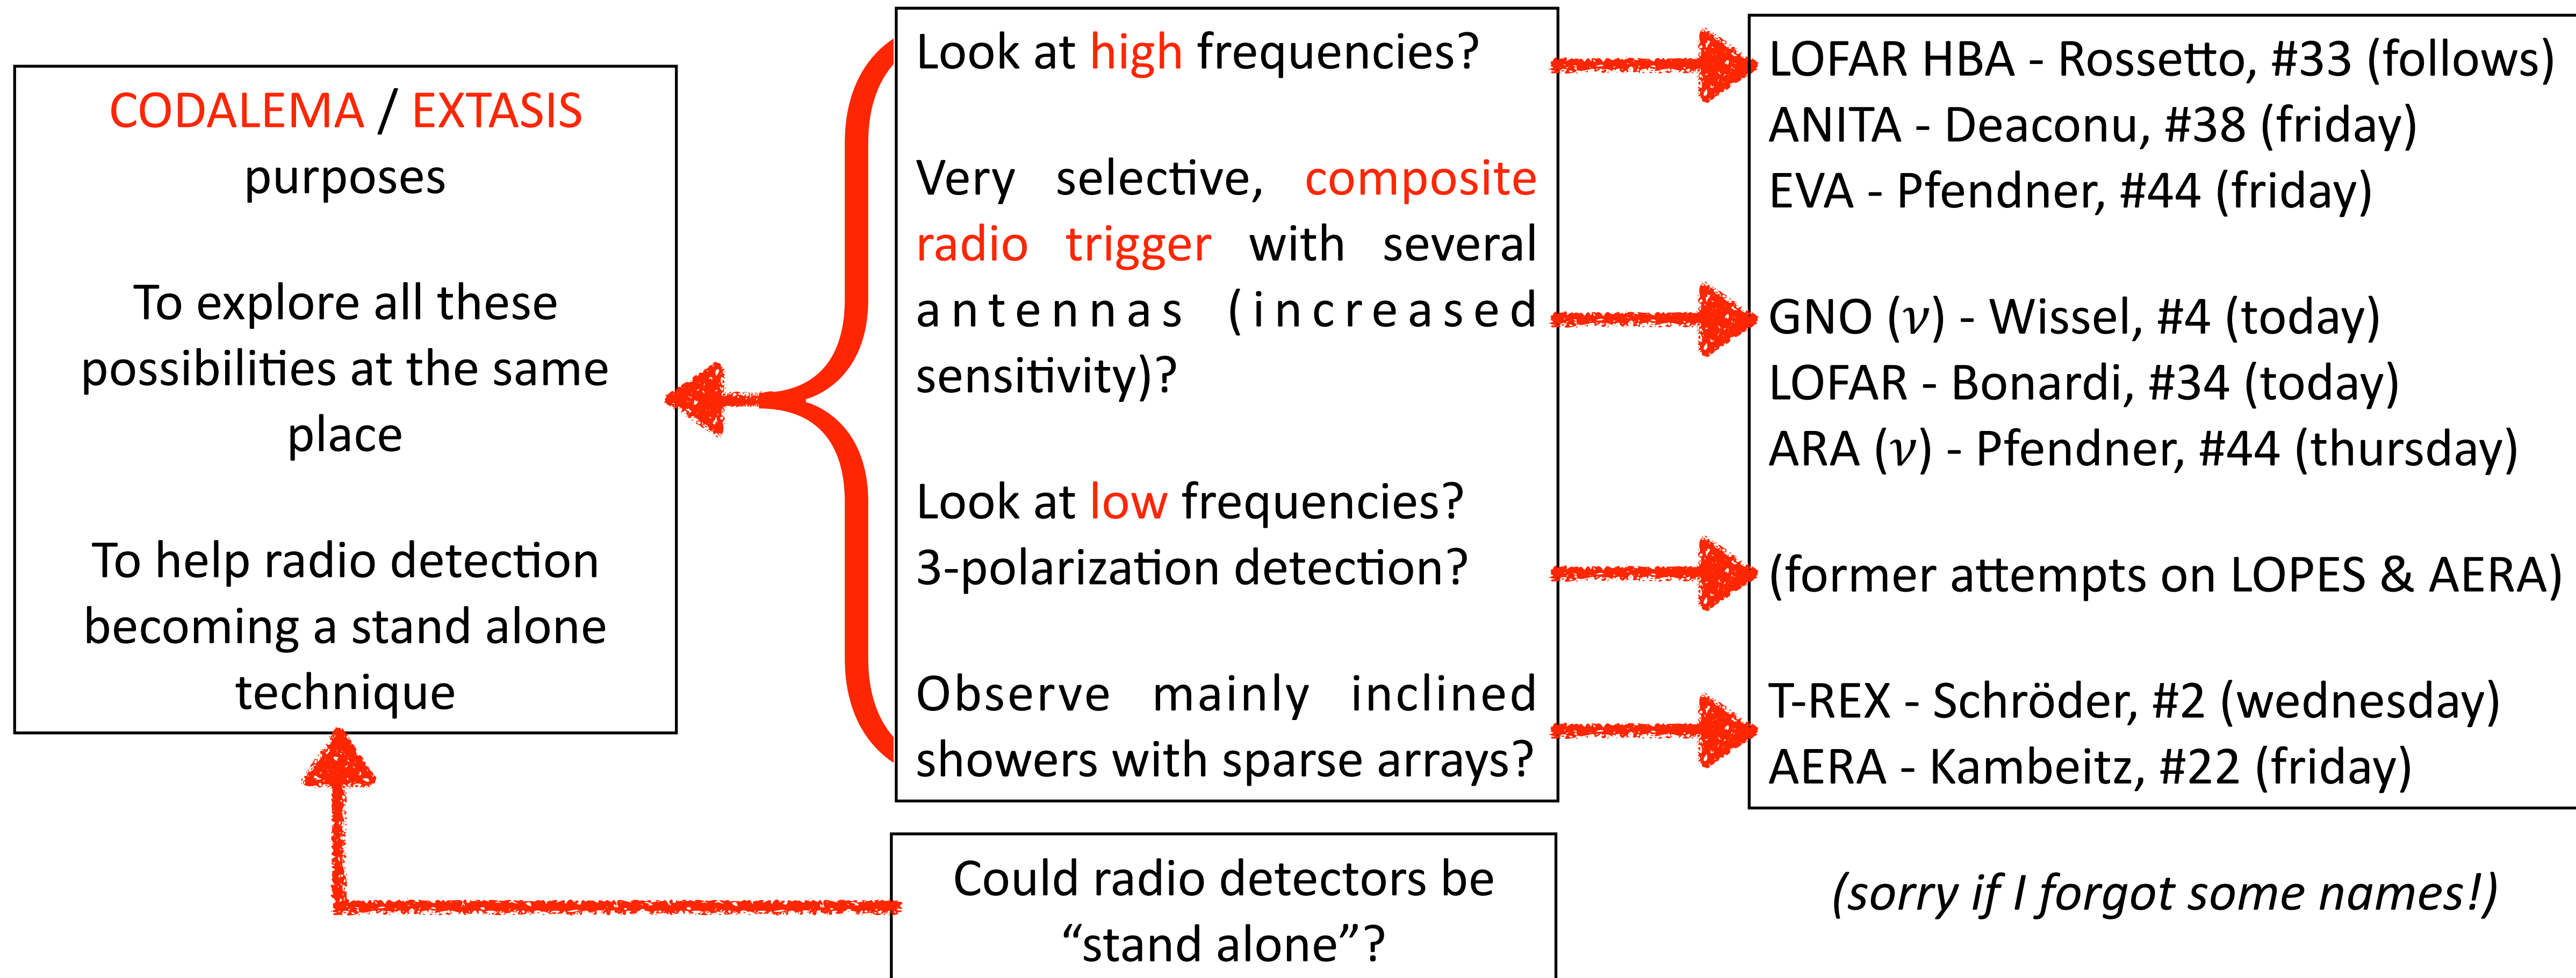 CODALEMA / EXTASIS
purposes
To explore all these
possibilities at the same
place
To help radio detection
becoming a stand alone
technique
Look at high frequencies?
Very selective, composite
radio trigger with several
antennas (increased
sensitivity)?
Look at low frequencies?
3-polarization detection?
Observe mainly inclined
showers with sparse arrays?
Could radio detectors be
“stand alone”?
LOFAR HBA - Rossetto, #33 (follows)
ANITA - Deaconu, #38 (friday)
EVA - Pfendner, #44 (friday)
GNO (ν) - Wissel, #4 (today)
LOFAR - Bonardi, #34 (today)
ARA (ν) - Pfendner, #44 (thursday)
(former attempts on LOPES & AERA)
T-REX - Schröder, #2 (wednesday)
AERA - Kambeitz, #22 (friday)
(sorry if I forgot some names!)